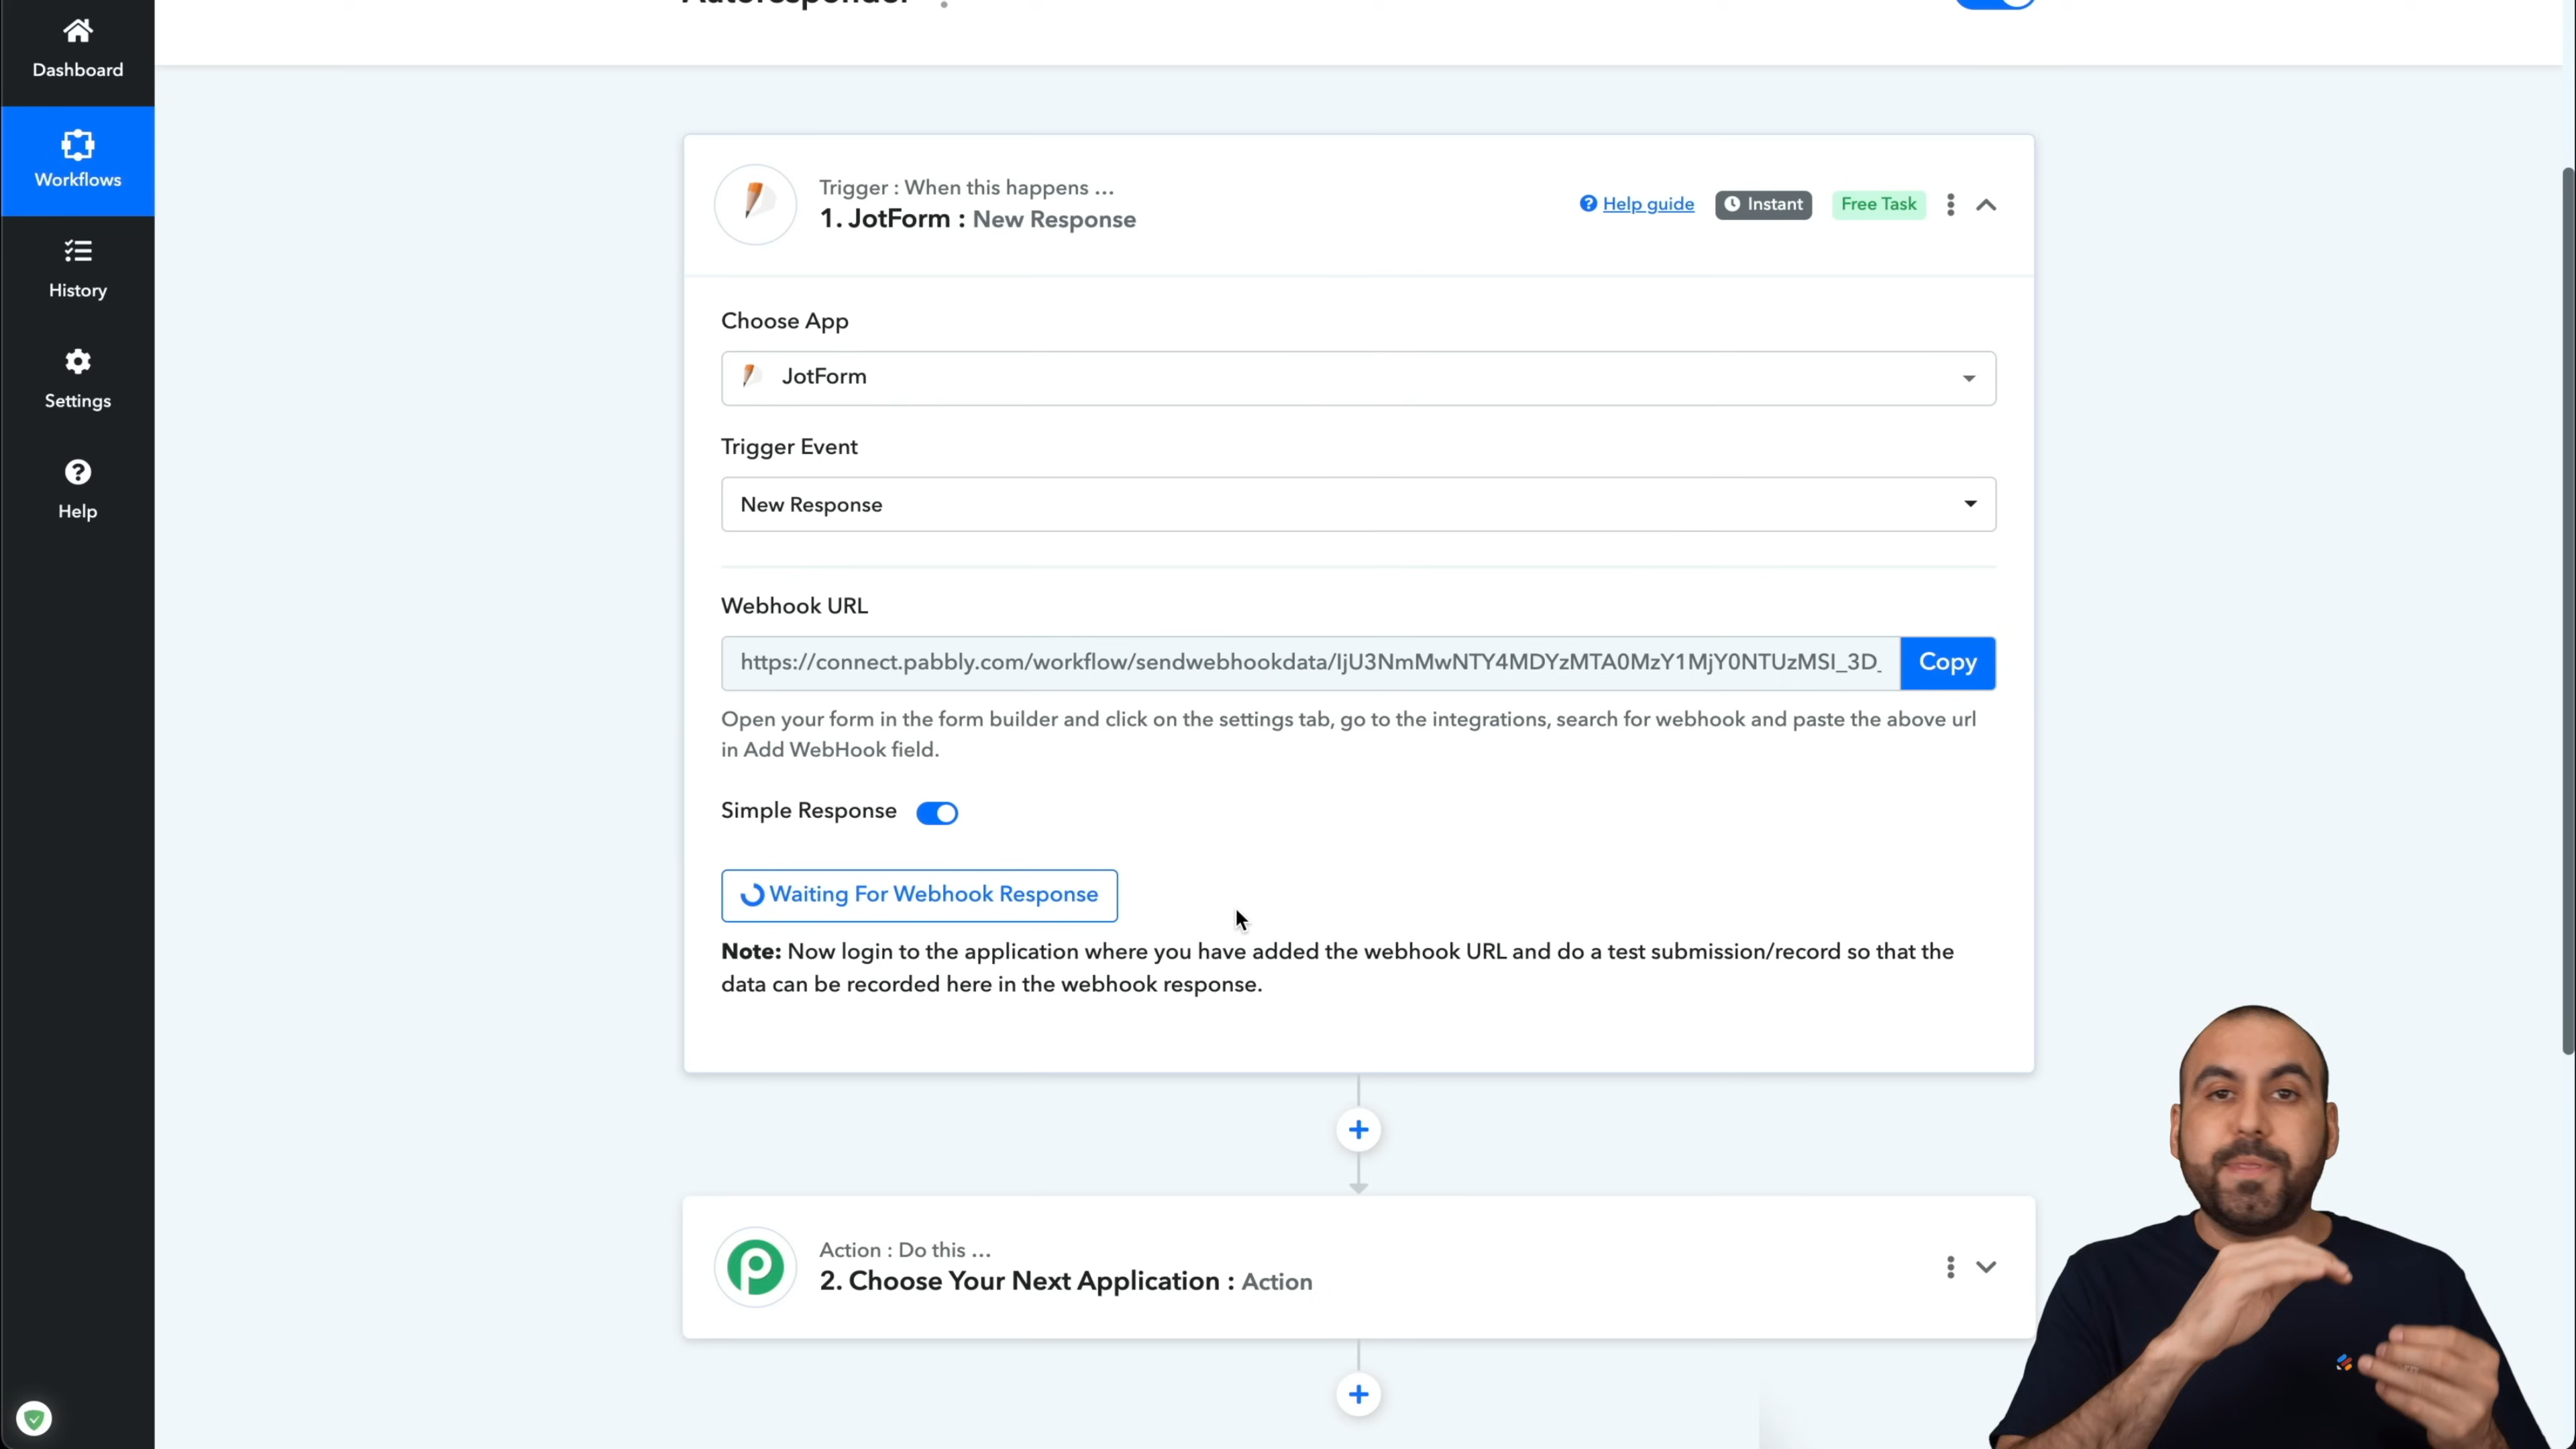 Autoresponder
Dashboard
Workflows
History
Settings
Help
Trigger : When this happens ...
1. JotForm : New Response
Help guide
Instant
Free Task
Choose App
JotForm
Trigger Event
New Response
Webhook URL
https://connect.pabbly.com/workflow/sendwebhookdata/IjU3NmMwNTY4MDYzMTA0MzY1MjY0NTUzMSI_3D_
Copy
Open your form in the form builder and click on the settings tab, go to the integrations, search for webhook and paste the above url
in Add WebHook field.
Simple Response
Waiting For Webhook Response
Note: Now login to the application where you have added the webhook URL and do a test submission/record so that the
data can be recorded here in the webhook response.
Action : Do this ...
2. Choose Your Next Application : Action